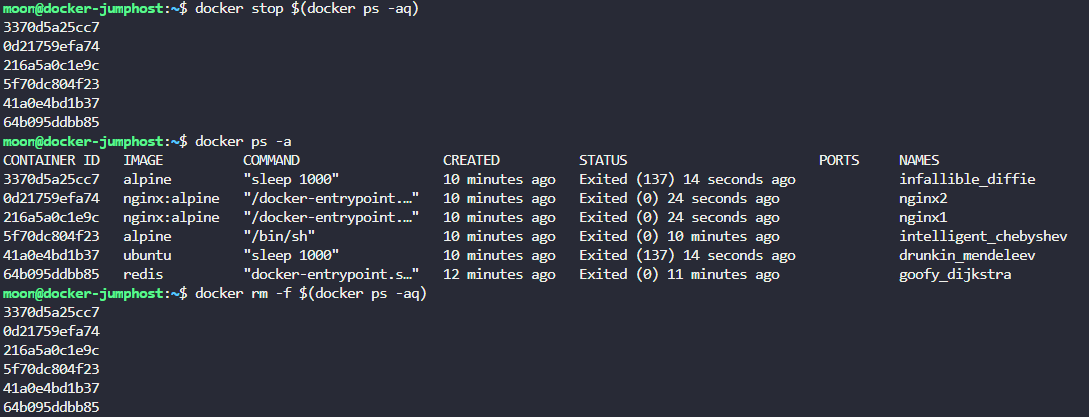 moon@docker-jumphost:~$ docker stop $(docker ps -aq)
3370d5a25cc7
0d21759efa74
216a5a0c1e9c
5f70dc804f23
41a0e4bd1b37
64b095ddbb85
moon@docker-jumphost:~$ docker ps -a
CONTAINER ID   IMAGE          COMMAND                  CREATED          STATUS                        PORTS     NAMES
3370d5a25cc7   alpine         "sleep 1000"             10 minutes ago   Exited (137) 14 seconds ago             infallible_diffie
0d21759efa74   nginx:alpine   "/docker-entrypoint.…"   10 minutes ago   Exited (0) 24 seconds ago               nginx2
216a5a0c1e9c   nginx:alpine   "/docker-entrypoint.…"   10 minutes ago   Exited (0) 24 seconds ago               nginx1
5f70dc804f23   alpine         "/bin/sh"                10 minutes ago   Exited (0) 10 minutes ago               intelligent_chebyshev
41a0e4bd1b37   ubuntu         "sleep 1000"             10 minutes ago   Exited (137) 14 seconds ago             drunkin_mendeleev
64b095ddbb85   redis          "docker-entrypoint.s…"   12 minutes ago   Exited (0) 11 minutes ago               goofy_dijkstra
moon@docker-jumphost:~$ docker rm -f $(docker ps -aq)
3370d5a25cc7
0d21759efa74
216a5a0c1e9c
5f70dc804f23
41a0e4bd1b37
64b095ddbb85